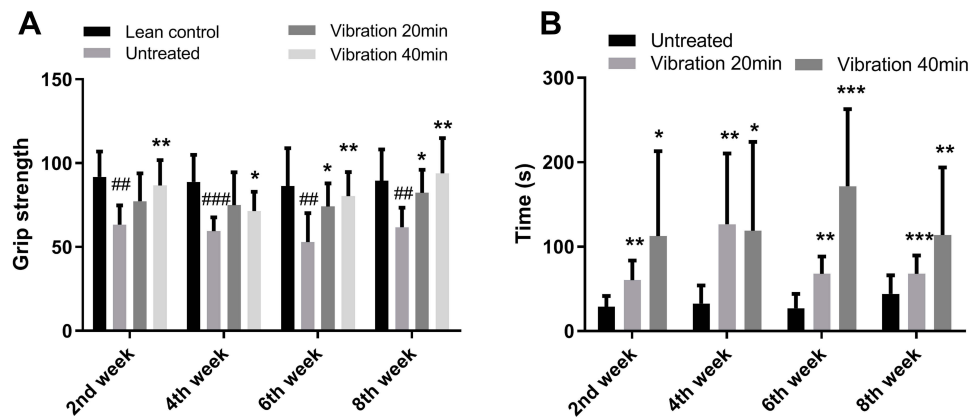 A
Lean control
Untreated
Vibration 20min
Vibration 40min
Grip strength
150
100
50
0
##
**
###
*
##
*
**
##
*
**
2nd week
4th week
6th week
8th week
B
Untreated
Vibration 20min
Vibration 40min
Time (s)
300
200
100
0
**
*
**
*
**
***
***
**
2nd week
4th week
6th week
8th week